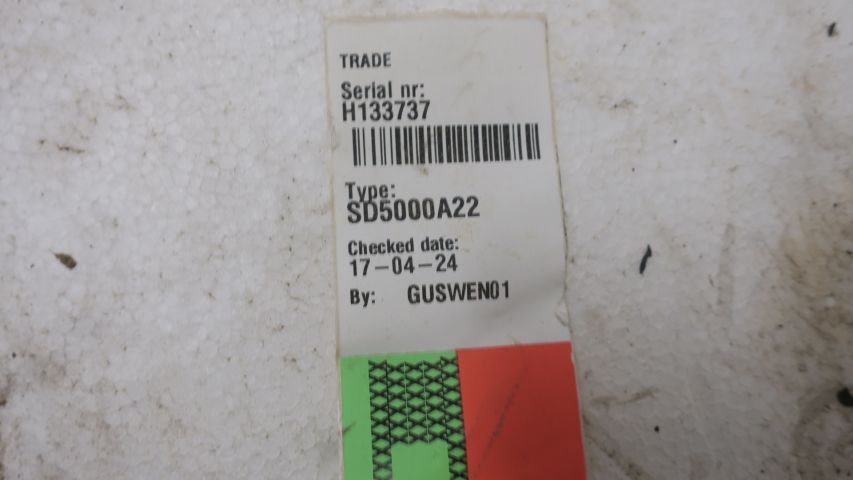 TRADE
Serial nr:
H133737
Type:
SD5000A22
Checked date:
17-04-24
By: GUSWEN01